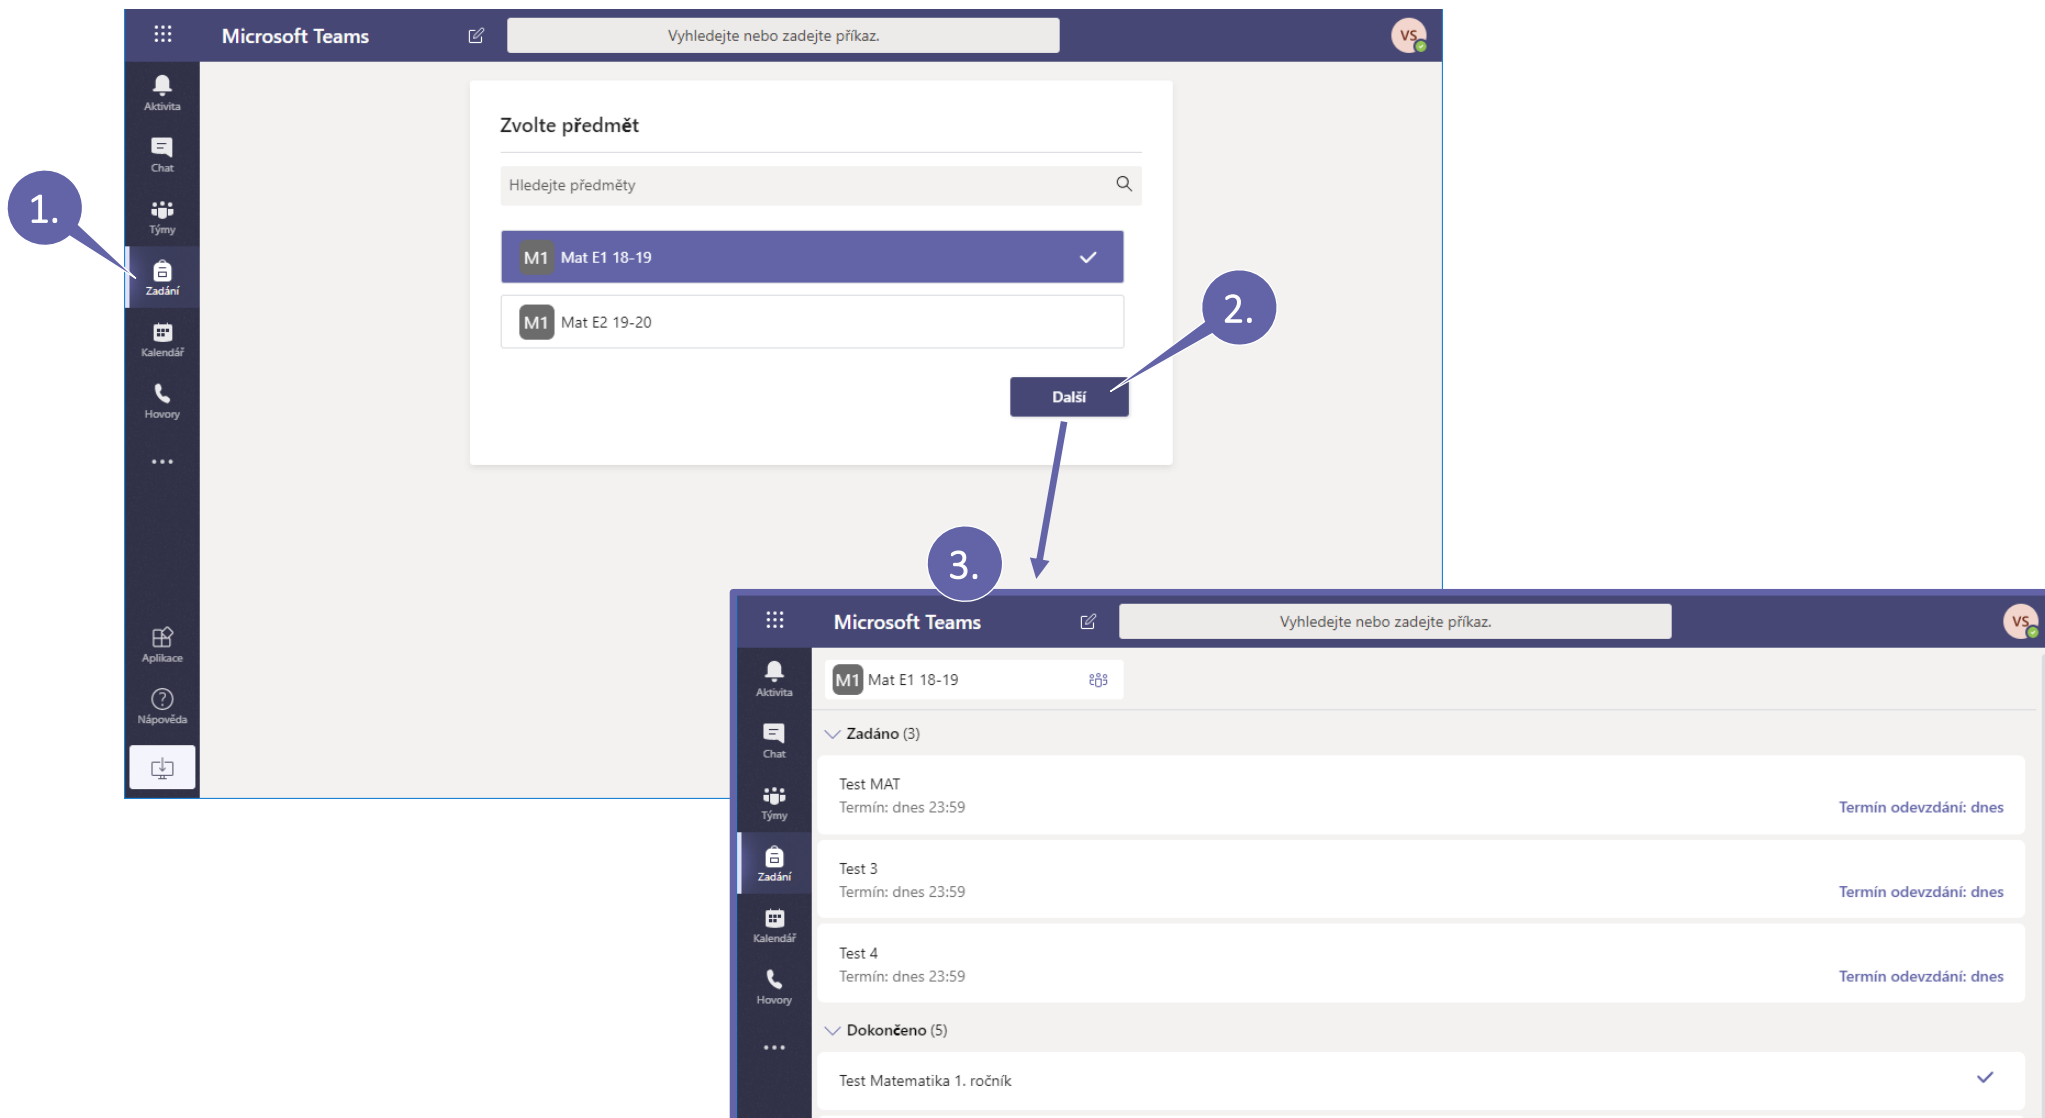 Microsoft Teams
Vyhledejte nebo zadejte příkaz.
VS
Aktivita
Chat
Týmy
Zadání
Kalendář
Hovory
Aplikace
Nápověda
Zvolte předmět
Hledejte předměty
M1 Mat E1 18-19
M1 Mat E2 19-20
Další
1.
2.
3.
Microsoft Teams
Vyhledejte nebo zadejte příkaz.
VS
Aktivita
Chat
Týmy
Zadání
Kalendář
Hovory
M1 Mat E1 18-19
Zadáno (3)
Test MAT
Termín: dnes 23:59
Termín odevzdání: dnes
Test 3
Termín: dnes 23:59
Termín odevzdání: dnes
Test 4
Termín: dnes 23:59
Termín odevzdání: dnes
Dokončeno (5)
Test Matematika 1. ročník